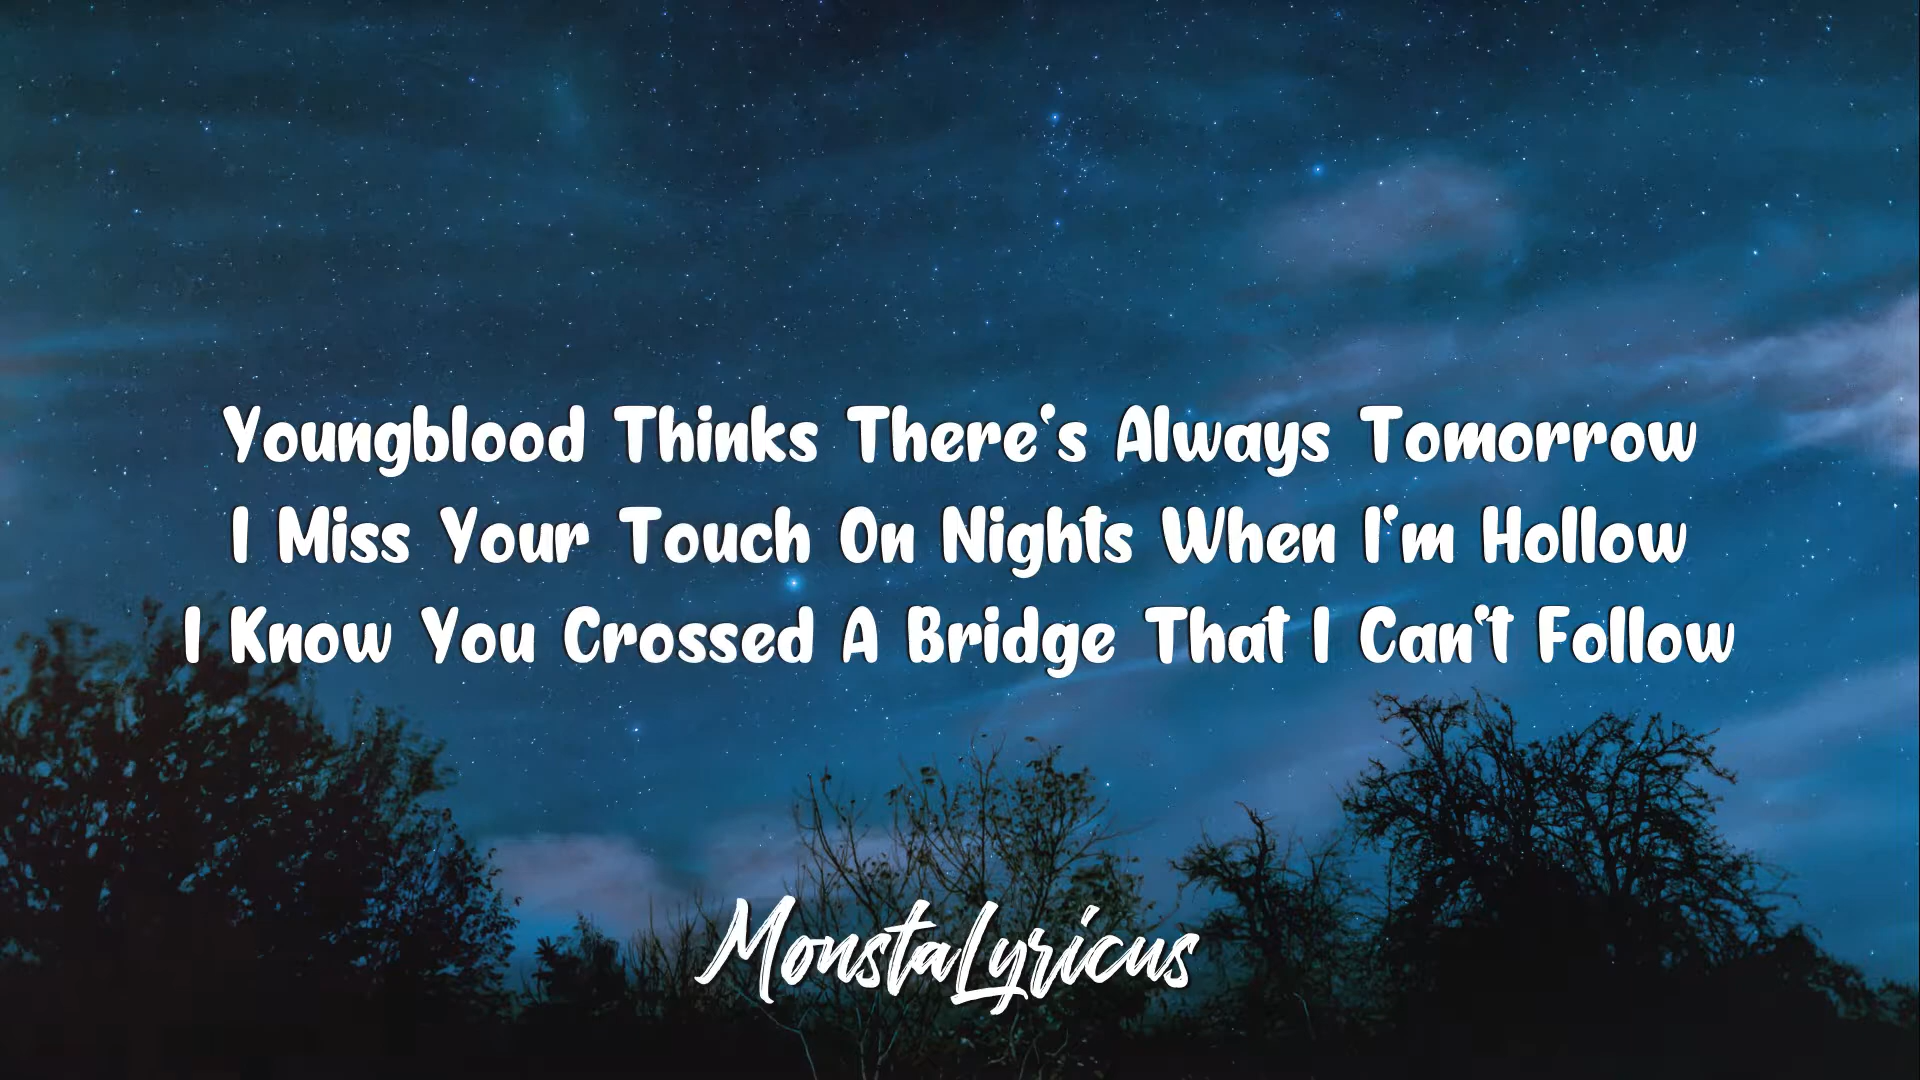 Youngblood Thinks There's Always Tomorrow
I Miss Your Touch On Nights When I'm Hollow
I Know You Crossed A Bridge That I Can't Follow
MonstaLyricus